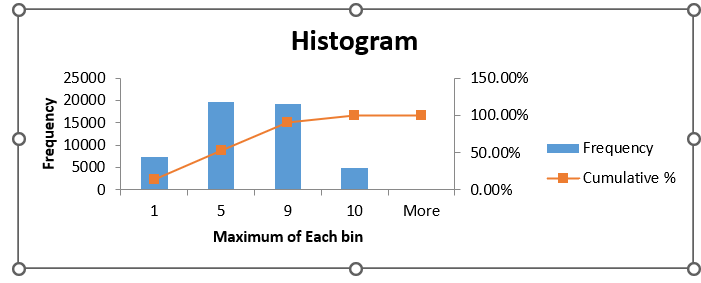 Histogram
25000
20000
15000
10000
5000
0
Frequency
150.00%
100.00%
50.00%
0.00%
1 5 9 10 More
Maximum of Each bin
Frequency
Cumulative %